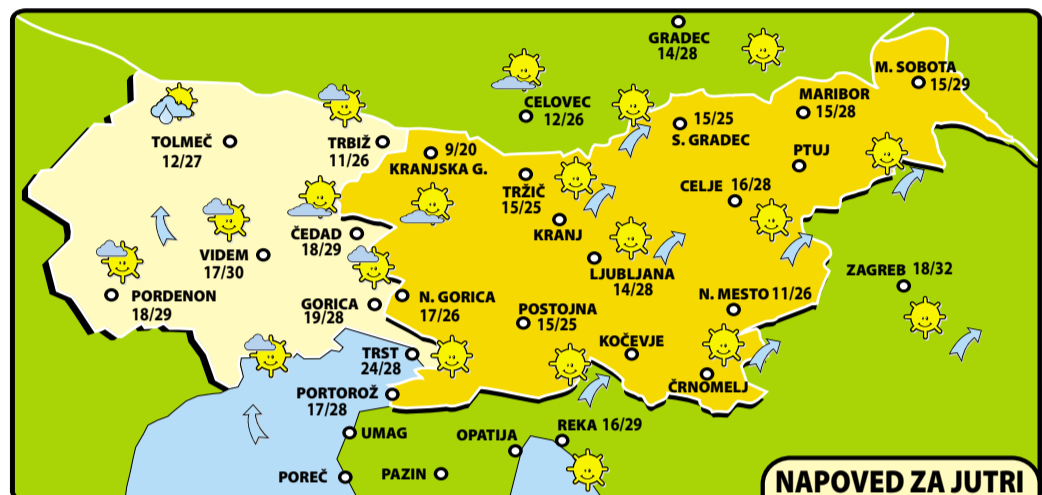 GRADEC
14/28
M. SOBOTA
15/29
CELOVEC
12/26
MARIBOR
15/28
15/25
S. GRADEC
TOLMEČ
12/27
TRBIŽ
11/26
9/20
KRANJSKA G.
PTUJ
TRŽIČ
15/25
CELJE 16/28
KRANJ
ČEDAD
18/29
VIDEM
17/30
LJUBLJANA
14/28
ZAGREB 18/32
PORDENON
18/29
GORICA
19/28
N. GORICA
17/26
N. MESTO 11/26
POSTOJNA
15/25
KOČEVJE
TRST
24/28
ČRNOMELJ
PORTOROŽ
17/28
REKA 16/29
UMAG
OPATIJA
POREČ
PAZIN
NAPOVED ZA JUTRI